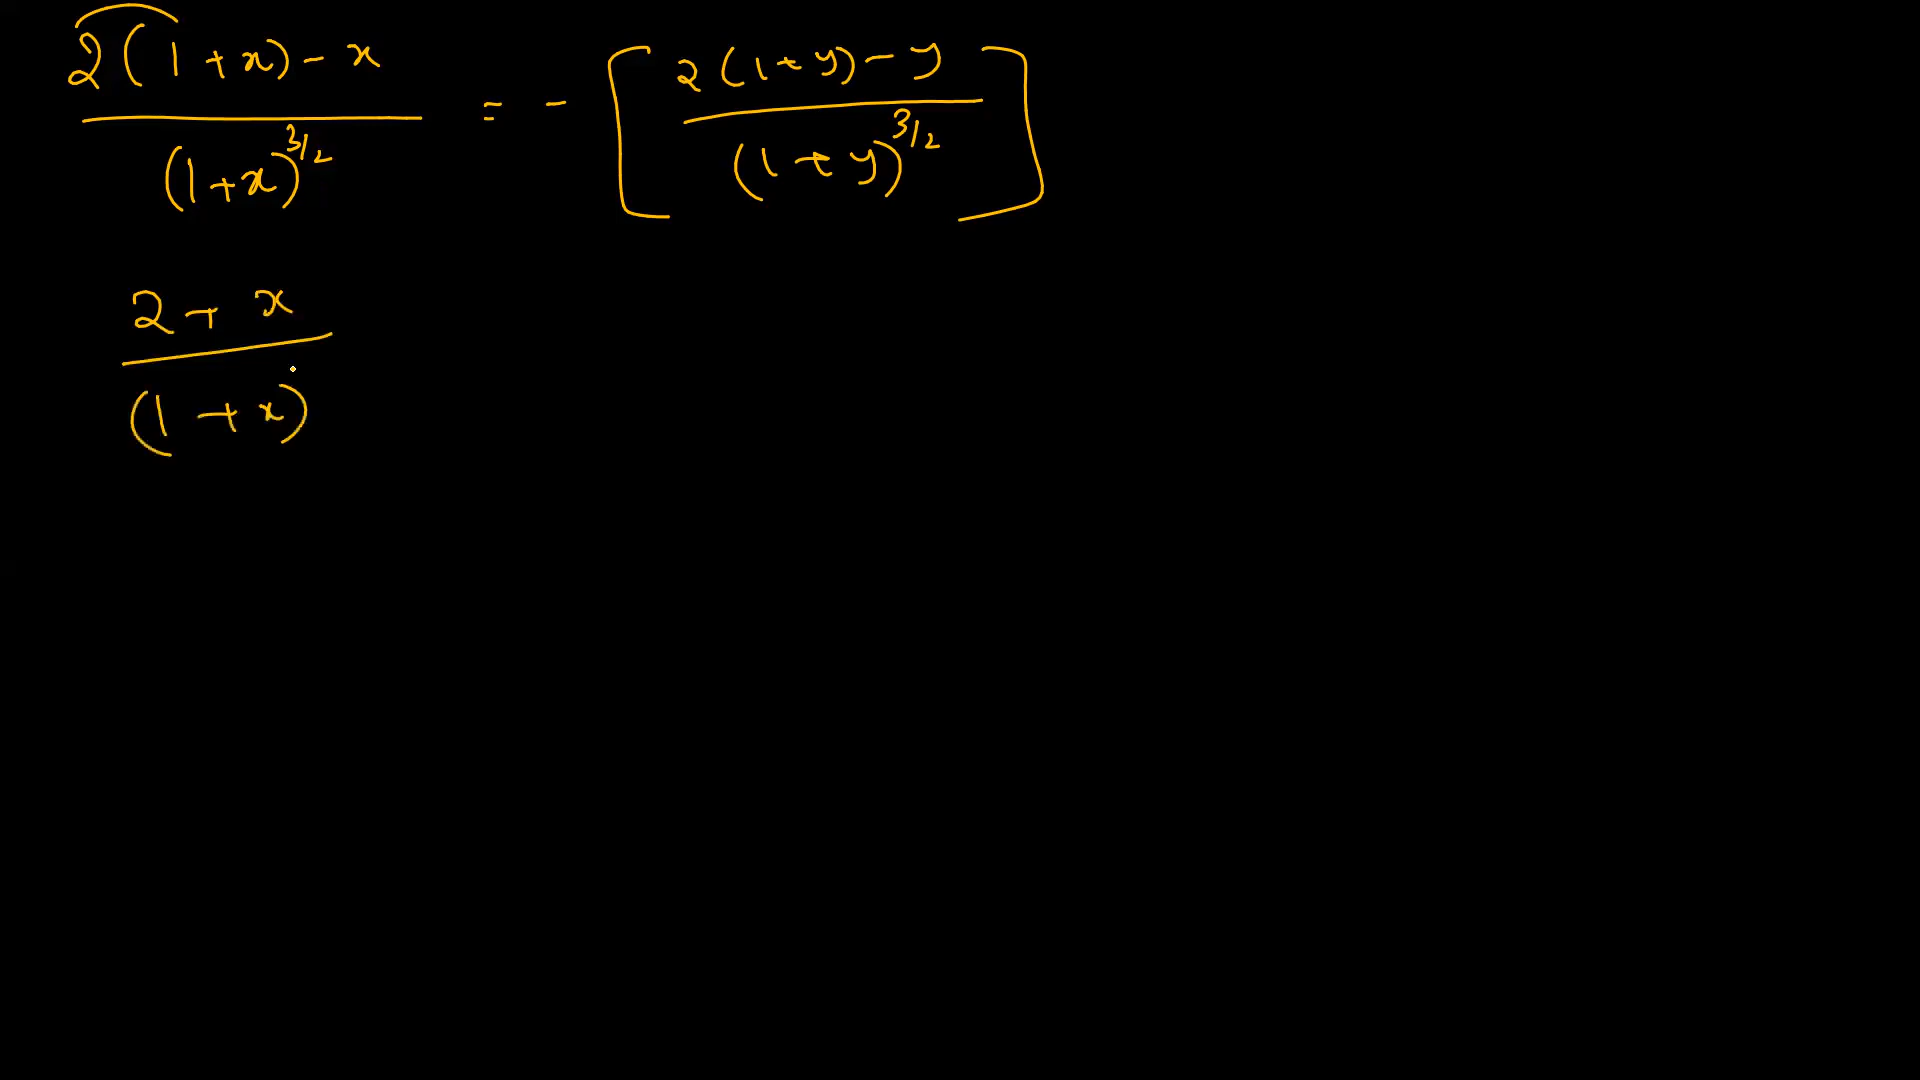 2(1+x)-x
(1+x)^3/2
= -
[2(1+y)-y
(1+y)^3/2]
2+x
(1+x)